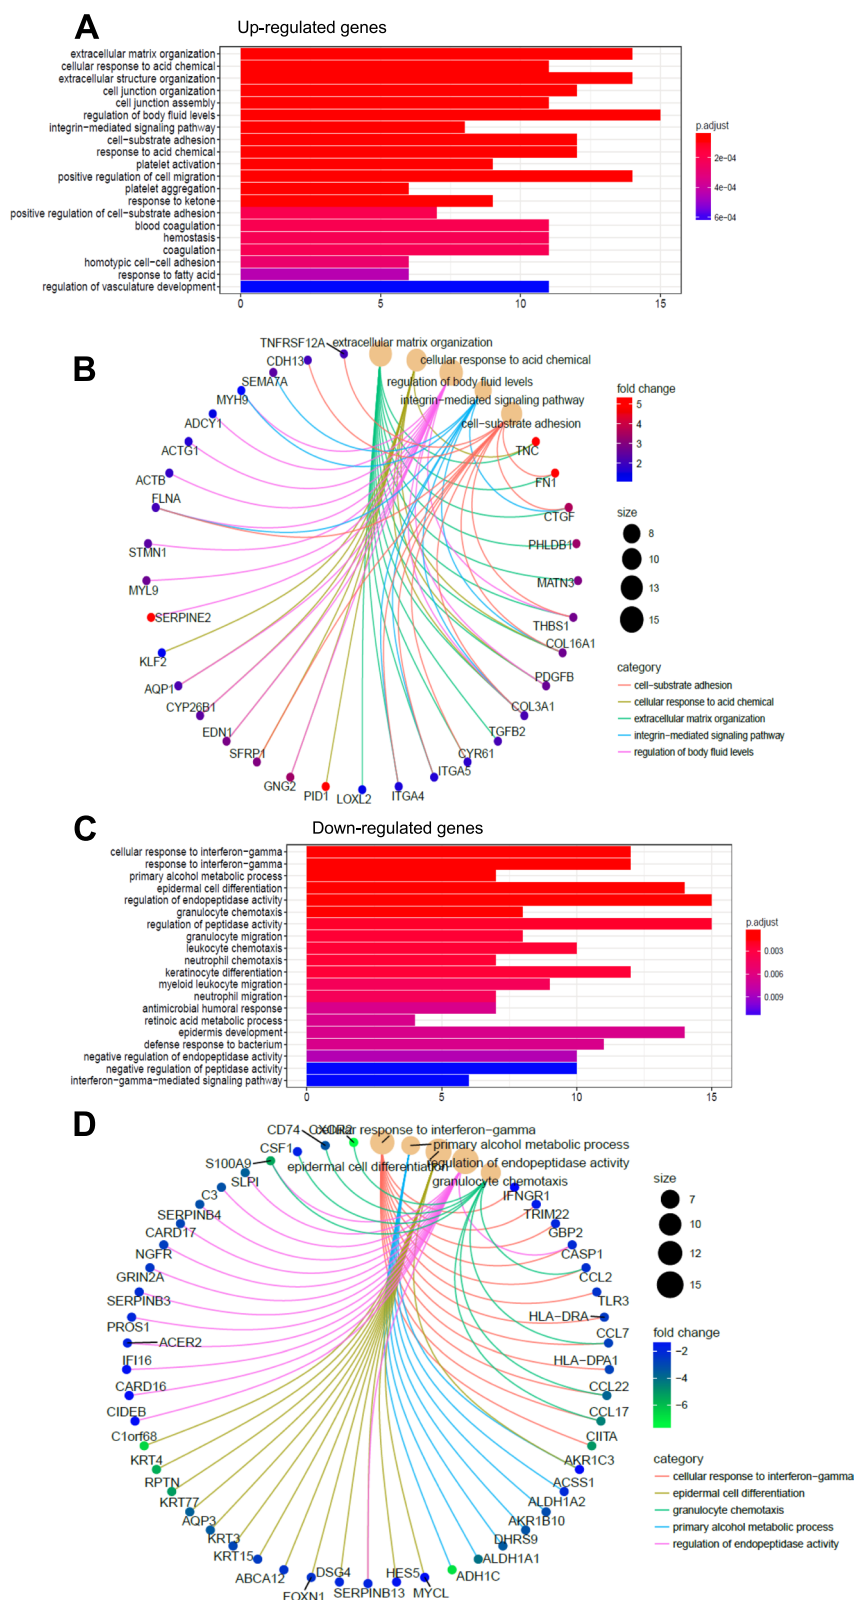 A
Up-regulated genes
extracellular matrix organization
cellular response to acid chemical
extracellular structure organization
cell junction organization
cell junction assembly
regulation of body fluid levels
integrin-mediated signaling pathway
cell-substrate adhesion
response to acid chemical
platelet activation
positive regulation of cell migration
platelet aggregation
response to ketone
positive regulation of cell-substrate adhesion
blood coagulation
hemostasis
coagulation
homotypic cell-cell adhesion
response to fatty acid
regulation of vasculature development
0 5 10 15
p.adjust
2e-04
4e-04
6e-04
B
TNFRSF12A
extracellular matrix organization
CDH13
cellular response to acid chemical
SEMA7A
regulation of body fluid levels
MYH9
integrin-mediated signaling pathway
ADCY1
cell-substrate adhesion
ACTG1
TNC
ACTB
FN1
FLNA
CTGF
STMN1
PHLDB1
MYL9
MATN3
SERPINE2
THBS1
KLF2
COL16A1
AQP1
PDGFB
CYP26B1
COL3A1
EDN1
TGFB2
SFRP1
CYR61
GNG2
ITGA5
PID1
LOXL2
ITGA4
fold change
5
4
3
2
size
8
10
13
15
category
cell-substrate adhesion
cellular response to acid chemical
extracellular matrix organization
integrin-mediated signaling pathway
regulation of body fluid levels
C
Down-regulated genes
cellular response to interferon-gamma
response to interferon-gamma
primary alcohol metabolic process
epidermal cell differentiation
regulation of endopeptidase activity
granulocyte chemotaxis
regulation of peptidase activity
granulocyte migration
leukocyte chemotaxis
neutrophil chemotaxis
keratinocyte differentiation
myeloid leukocyte migration
neutrophil migration
antimicrobial humoral response
retinoic acid metabolic process
epidermis development
defense response to bacterium
negative regulation of endopeptidase activity
negative regulation of peptidase activity
interferon-gamma-mediated signaling pathway
0 5 10 15
p.adjust
0.003
0.006
0.009
D
CD74
cellular response to interferon-gamma
CSF1
primary alcohol metabolic process
S100A9
epidermal cell differentiation
regulation of endopeptidase activity
SLPI
granulocyte chemotaxis
C3
IFNGR1
SERPINB4
TRIM22
CARD17
GBP2
NGFR
CASP1
GRIN2A
CCL2
SERPINB3
TLR3
PROS1
HLA-DRA
ACER2
CCL7
IFI16
HLA-DPA1
CARD16
CCL22
CIDEB
CCL17
C1orf68
CIITA
KRT4
AKR1C3
RPTN
ACSS1
KRT77
ALDH1A2
AQP3
AKR1B10
KRT3
DHRS9
KRT15
ALDH1A1
ABCA12
ADH1C
FOXN1
DSG4
SERPINB13
HES5
MYCL
size
7
10
12
15
fold change
-2
-4
-6
category
cellular response to interferon-gamma
epidermal cell differentiation
granulocyte chemotaxis
primary alcohol metabolic process
regulation of endopeptidase activity